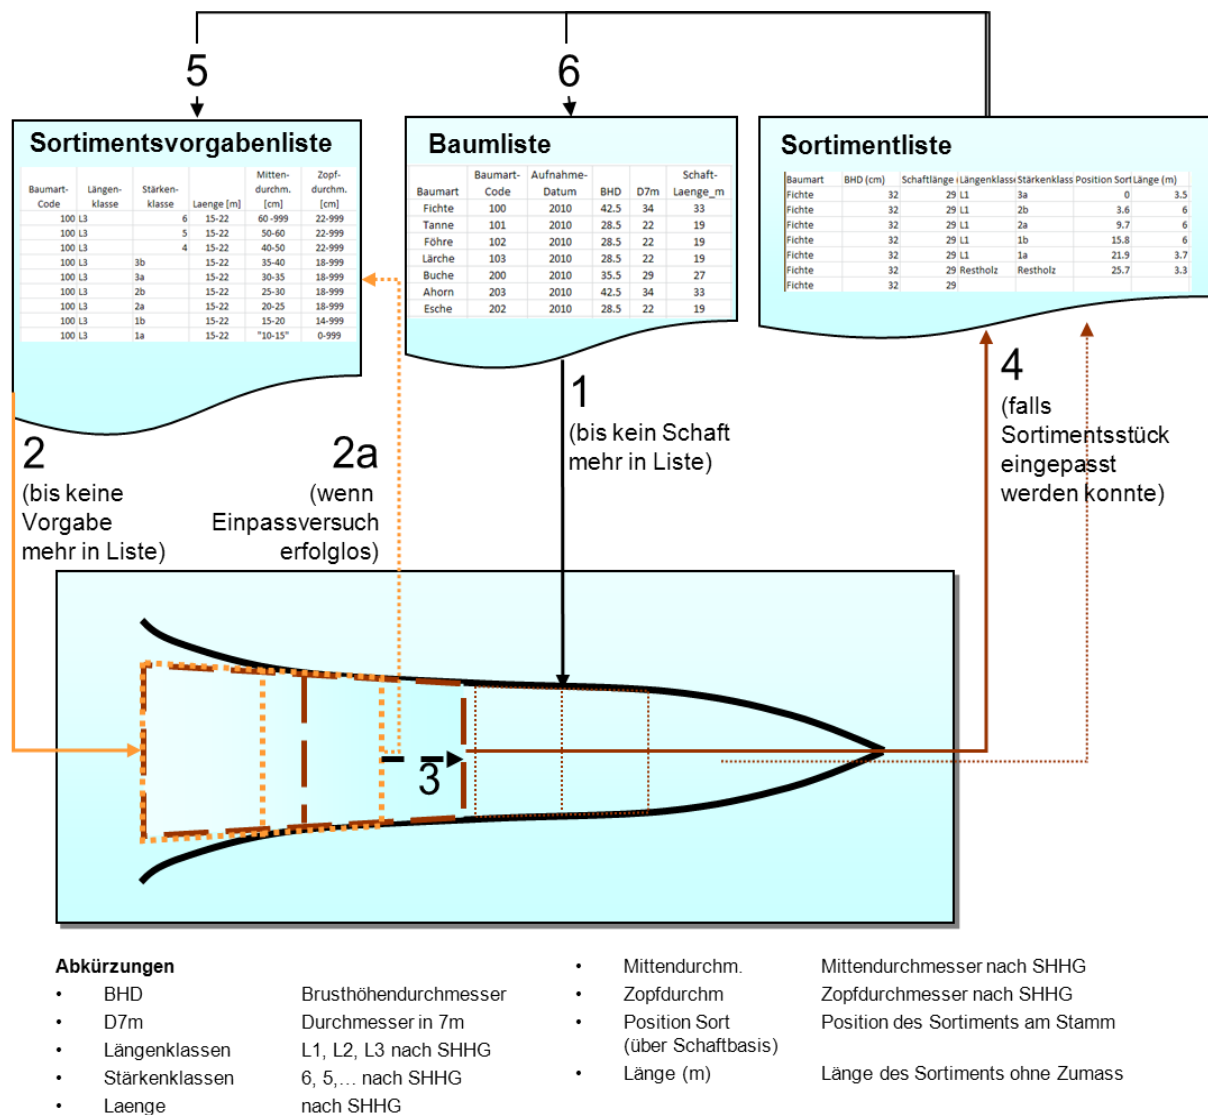 5
6
Sortimentsvorgabenliste
Mitten-
Zopf-
Baumart-
Längen-
Stärken-
durchm.
durchm.
Code
klasse
klasse
Laenge [m]
[cm]
[cm]
100 L3 6 15-22 60 -999 22-999
100 L3 5 15-22 50-60 22-999
100 L3 4 15-22 40-50 22-999
100 L3 3b 15-22 35-40 18-999
100 L3 3a 15-22 30-35 18-999
100 L3 2b 15-22 25-30 18-999
100 L3 2a 15-22 20-25 18-999
100 L3 1b 15-22 15-20 14-999
100 L3 1a 15-22 "10-15" 0-999
Baumliste
Baumart- Aufnahme- Schaft-
Baumart Code Datum BHD D7m Laenge_m
Fichte 100 2010 42.5 34 33
Tanne 101 2010 28.5 22 19
Föhre 102 2010 28.5 22 19
Lärche 103 2010 28.5 22 19
Buche 200 2010 35.5 29 27
Ahorn 203 2010 42.5 34 33
Esche 202 2010 28.5 22 19
Sortimentliste
Baumart BHD (cm) Schaftlänge ( Längenklasse Stärkenklass Position Sort Länge (m)
Fichte 32 29 L1 3a 0 3.5
Fichte 32 29 L1 2b 3.6 6
Fichte 32 29 L1 2a 9.7 6
Fichte 32 29 L1 1b 15.8 6
Fichte 32 29 L1 1a 21.9 3.7
Fichte 32 29 Restholz Restholz 25.7 3.3
Fichte 32 29
2
(bis keine
Vorgabe
mehr in Liste)
2a
(wenn
Einpassversuch
erfolglos)
1
(bis kein Schaft
mehr in Liste)
4
(falls
Sortimentsstück
eingepasst
werden konnte)
3
Abkürzungen
• BHD Brusthöhendurchmesser
• D7m Durchmesser in 7m
• Längenklassen L1, L2, L3 nach SHHG
• Stärkenklassen 6, 5,... nach SHHG
• Laenge nach SHHG
• Mittendurchm. Mittendurchmesser nach SHHG
• Zopfdurchm Zopfdurchmesser nach SHHG
• Position Sort Position des Sortiments am Stamm
(über Schaftbasis)
• Länge (m) Länge des Sortiments ohne Zumass